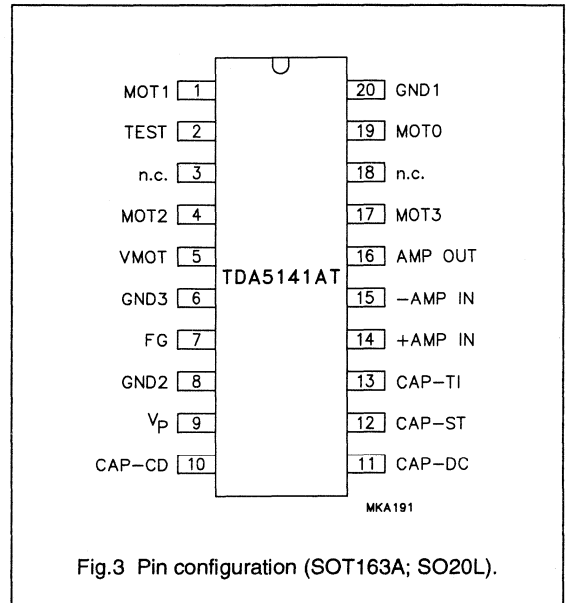 MOT1 1
20 GND1
TEST 2
19 MOT0
n.c. 3
18 n.c.
MOT2 4
17 MOT3
VMOT 5
16 AMP OUT
TDA5141AT
GND3 6
15 −AMP IN
FG 7
14 +AMP IN
GND2 8
13 CAP−TI
VP 9
12 CAP−ST
CAP−CD 10
11 CAP−DC
MKA191
Fig.3 Pin configuration (SOT163A; SO20L).